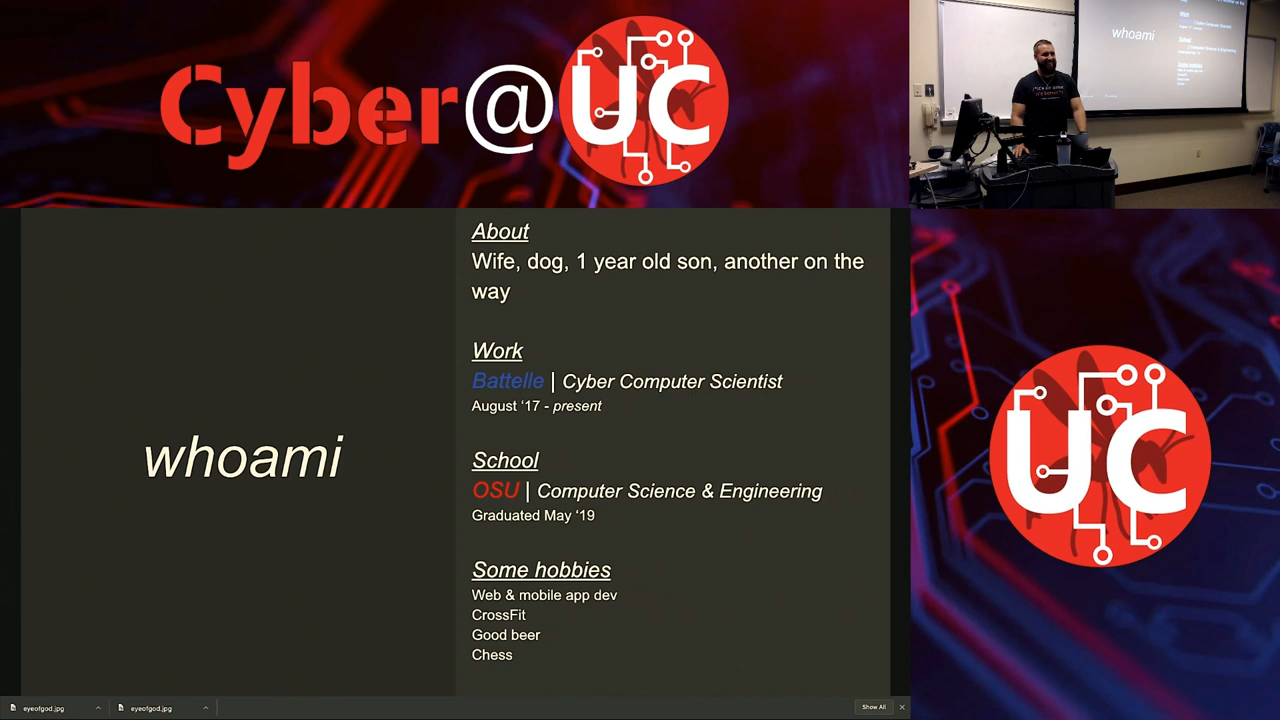 Cyber@UC
whoami
About
Wife, dog, 1 year old son, another on the
way
Work
Battelle | Cyber Computer Scientist
August ‘17 - present
School
OSU | Computer Science & Engineering
Graduated May ‘19
Some hobbies
Web & mobile app dev
CrossFit
Good beer
Chess
whoami
UC
eyeofgod.jpg
eyeofgod.jpg
Show All